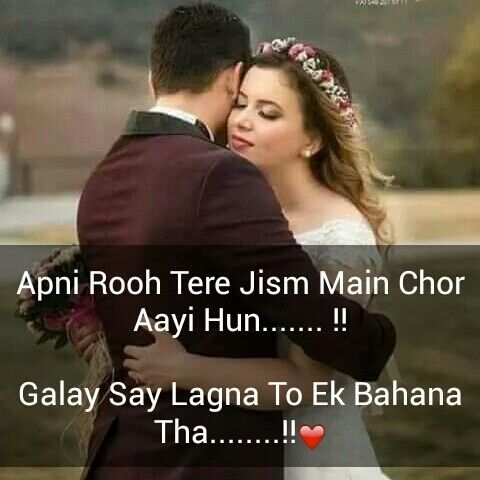 Apni Rooh Tere Jism Main Chor
Aayi Hun....... !!
Galay Say Lagna To Ek Bahana
Tha........!!❤️